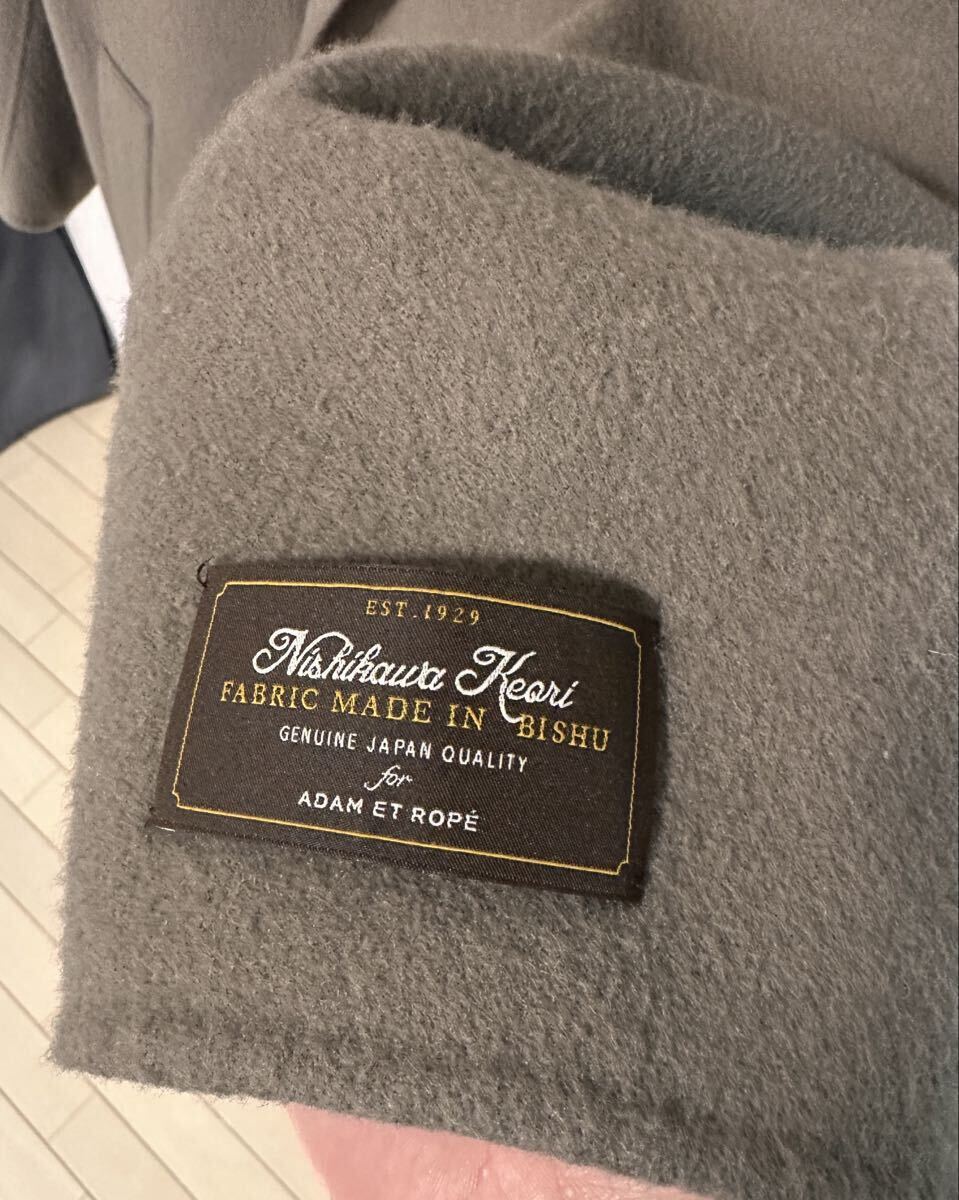 EST.1929
Nishikawa Keori
FABRIC MADE IN BISHU
GENUINE JAPAN QUALITY
for
ADAM ET ROPÉ